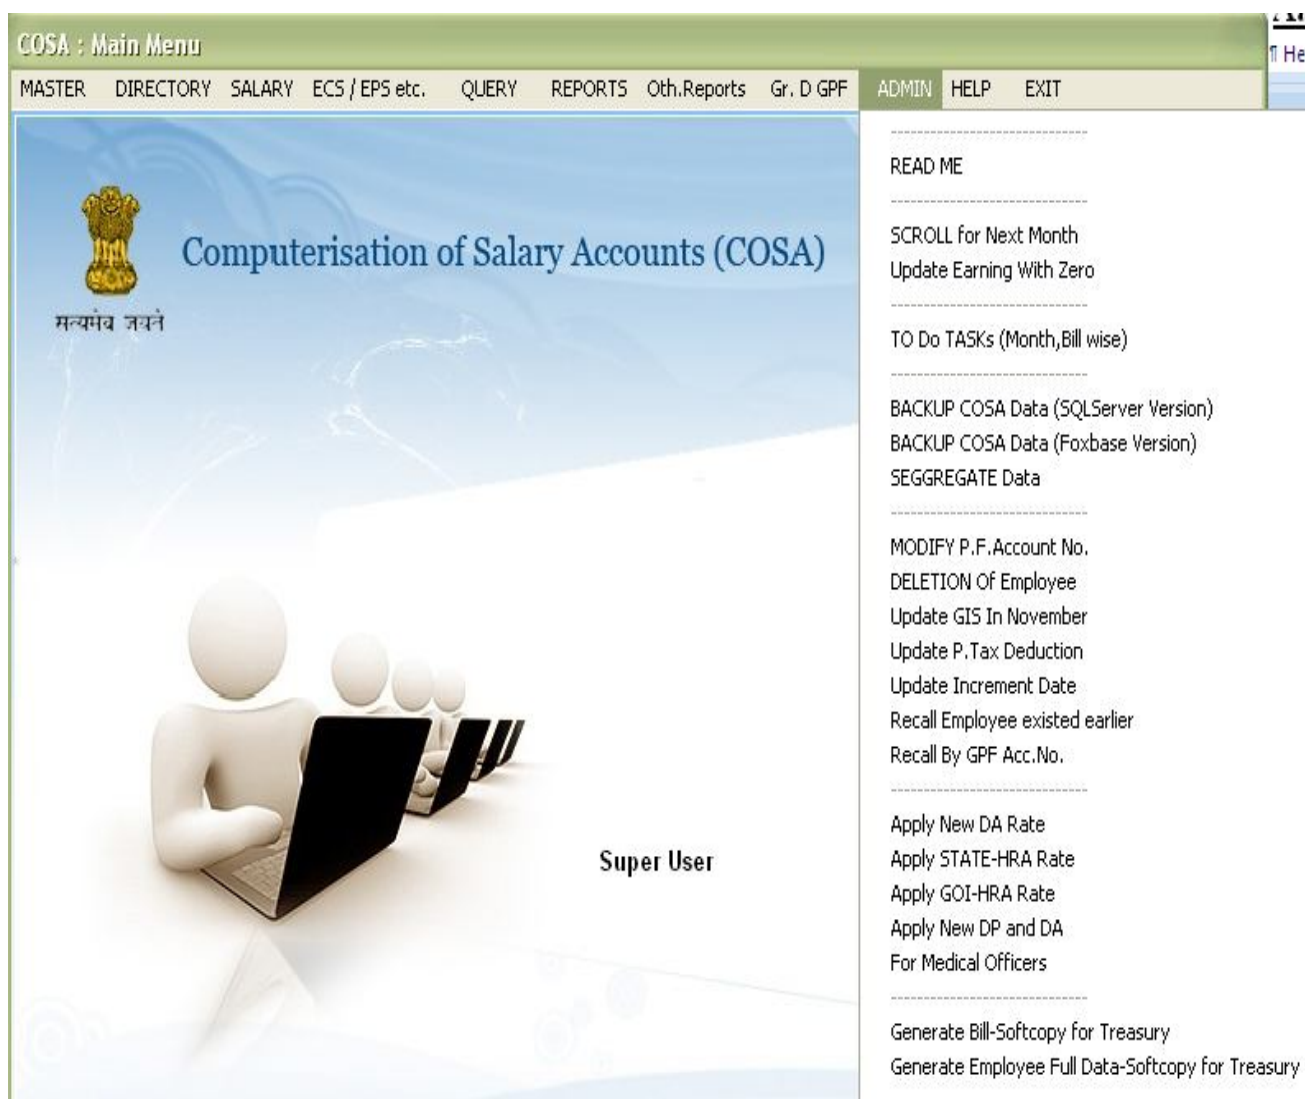 COSA : Main Menu
MASTER DIRECTORY SALARY ECS / EPS etc. QUERY REPORTS Oth.Reports Gr. D GPF ADMIN HELP EXIT
सत्यमेव जयते
Computerisation of Salary Accounts (COSA)
Super User
READ ME
SCROLL for Next Month
Update Earning With Zero
TO Do TASKs (Month,Bill wise)
BACKUP COSA Data (SQLServer Version)
BACKUP COSA Data (Foxbase Version)
SEGGREGATE Data
MODIFY P.F.Account No.
DELETION Of Employee
Update GIS In November
Update P.Tax Deduction
Update Increment Date
Recall Employee existed earlier
Recall By GPF Acc.No.
Apply New DA Rate
Apply STATE-HRA Rate
Apply GOI-HRA Rate
Apply New DP and DA
For Medical Officers
Generate Bill-Softcopy for Treasury
Generate Employee Full Data-Softcopy for Treasury